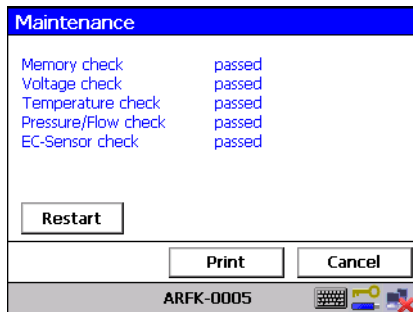 Maintenance
Memory check passed
Voltage check passed
Temperature check passed
Pressure/Flow check passed
EC-Sensor check passed
Restart
Print Cancel
ARFK-0005